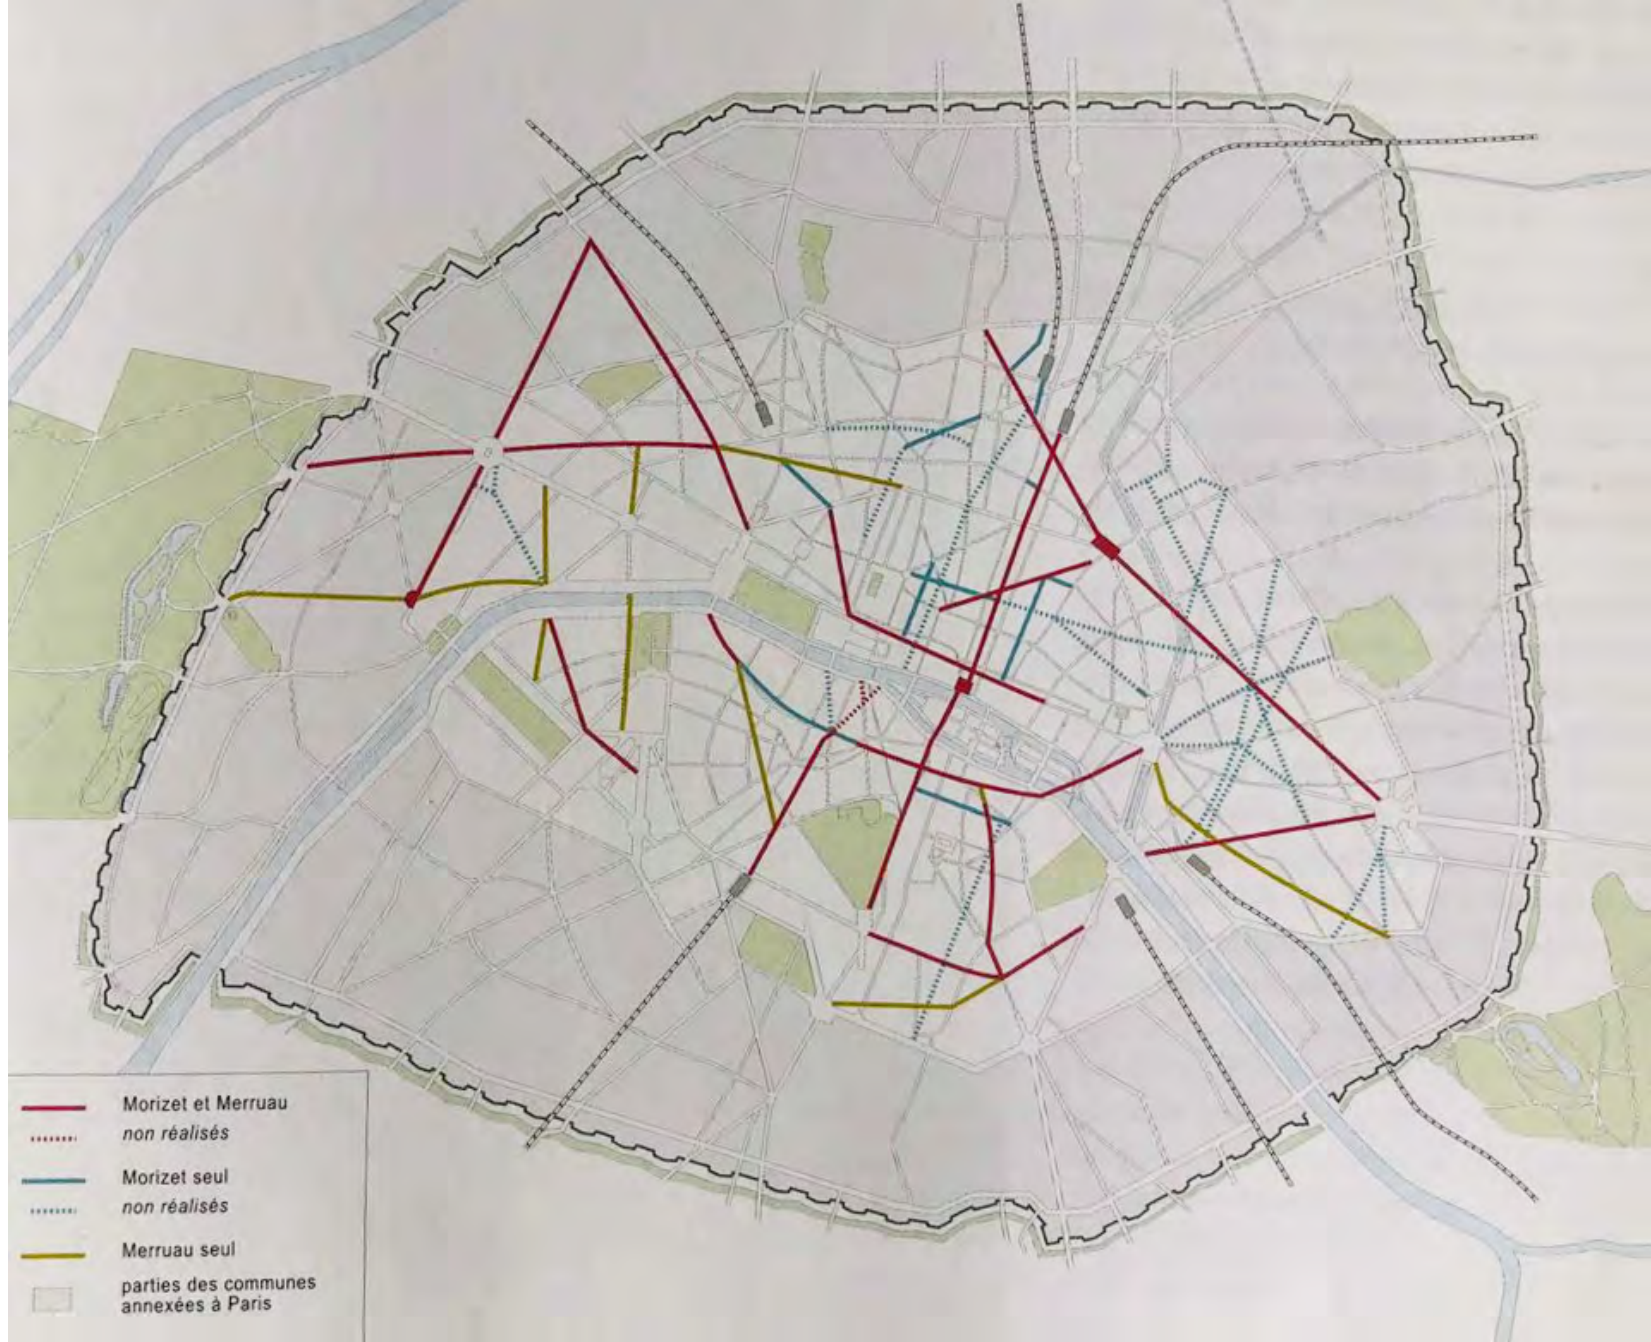 Morizet et Merruau
non réalisés
Morizet seul
non réalisés
Merruau seul
parties des communes
annexées à Paris